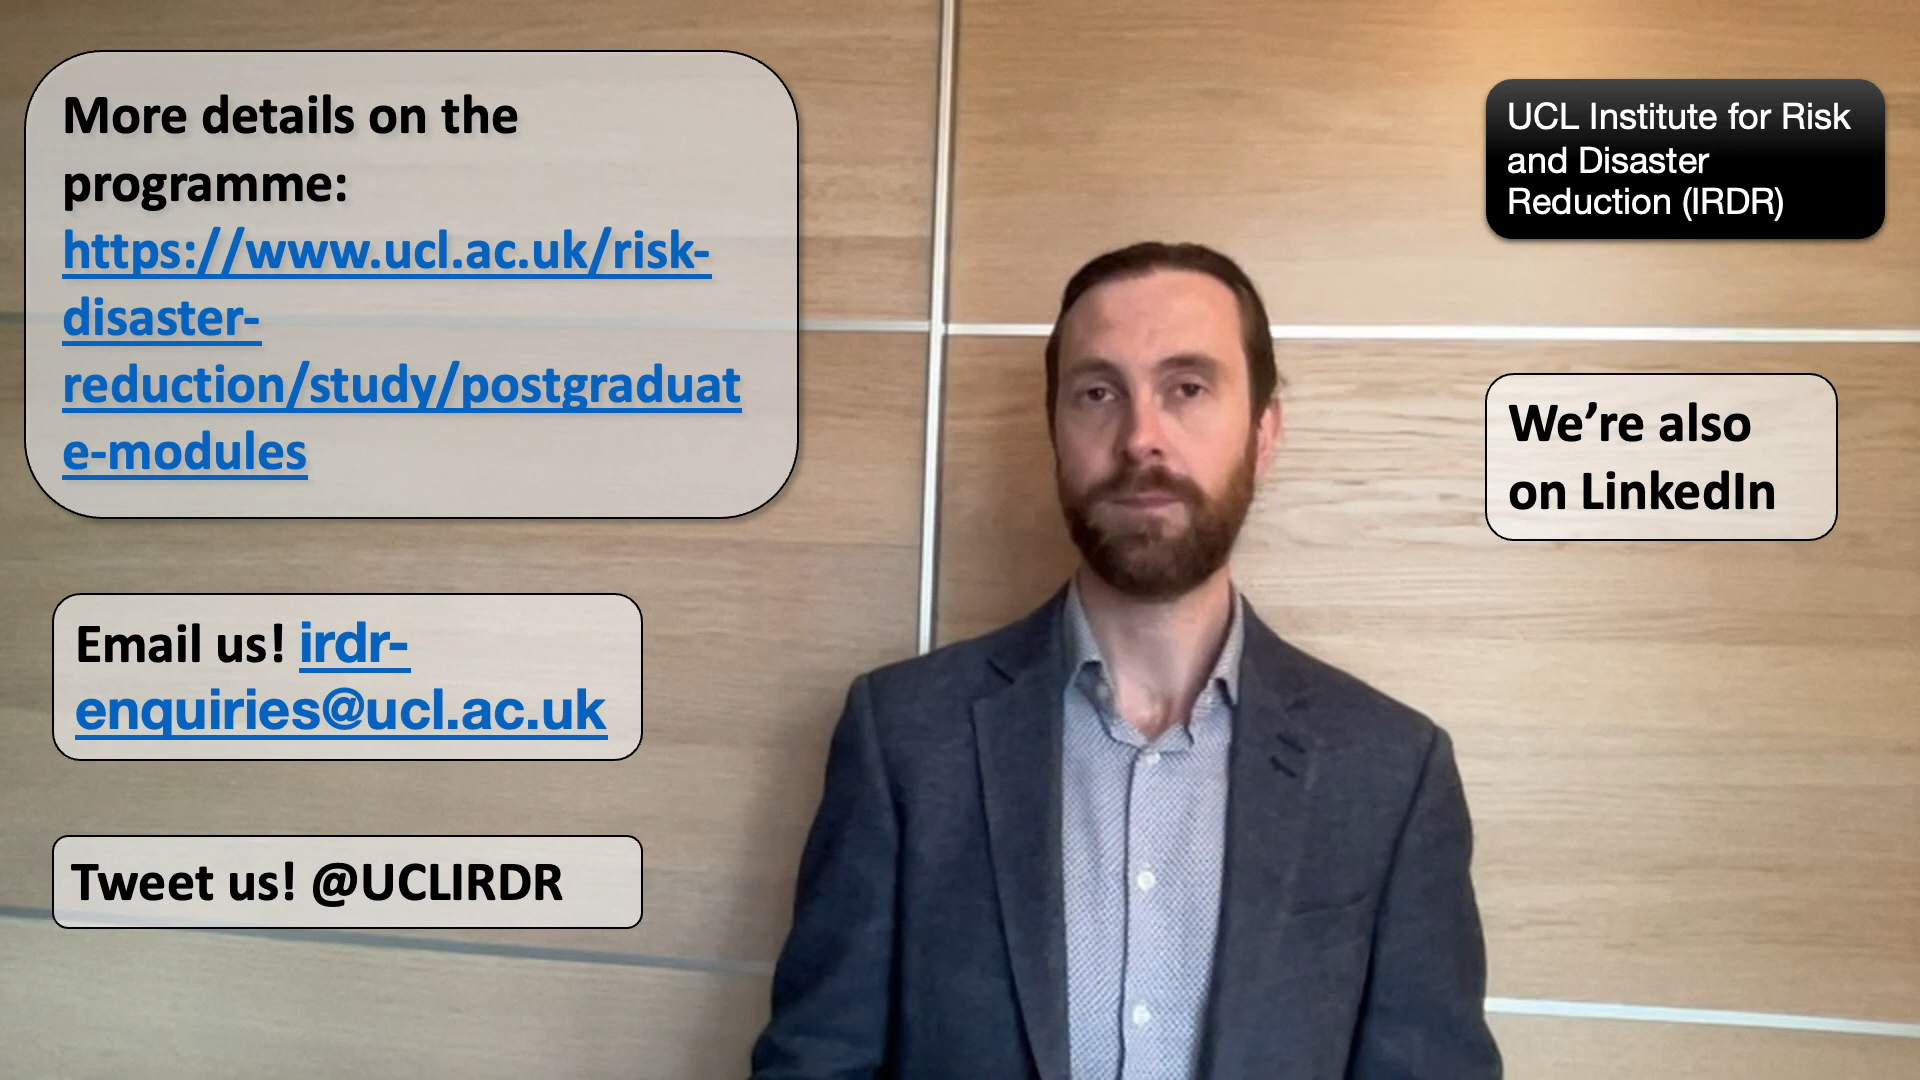 More details on the
programme:
https://www.ucl.ac.uk/risk-
disaster-
reduction/study/postgraduat
e-modules
Email us! irdr-
enquiries@ucl.ac.uk
Tweet us! @UCLIRDR
UCL Institute for Risk
and Disaster
Reduction (IRDR)
We’re also
on LinkedIn